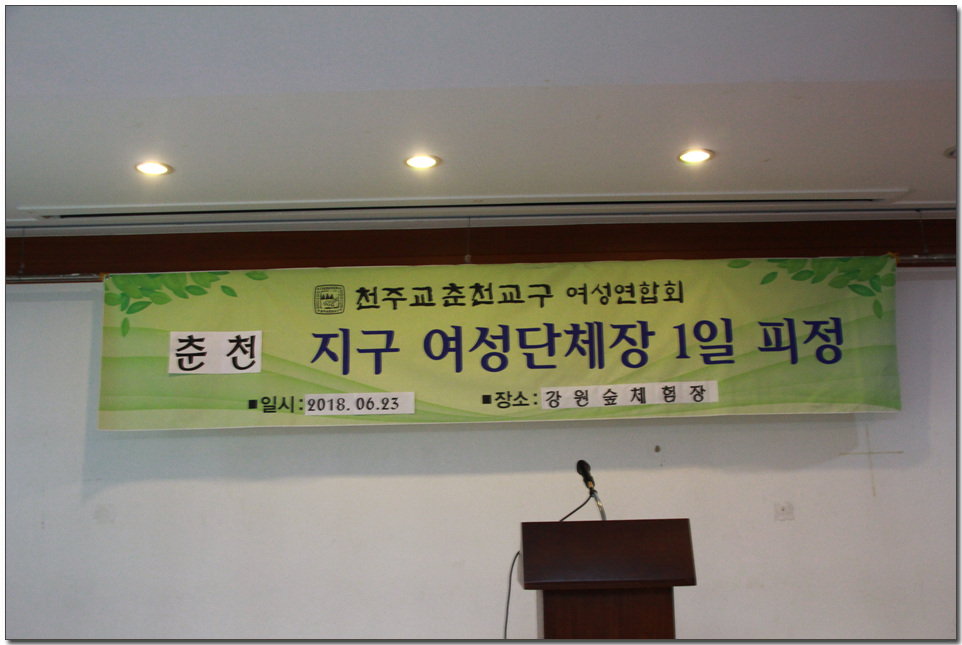 천주교춘천교구 여성연합회
춘천 지구 여성단체장 1일 피정
■일시:2018. 06.23 ■장소:강원숲체험장